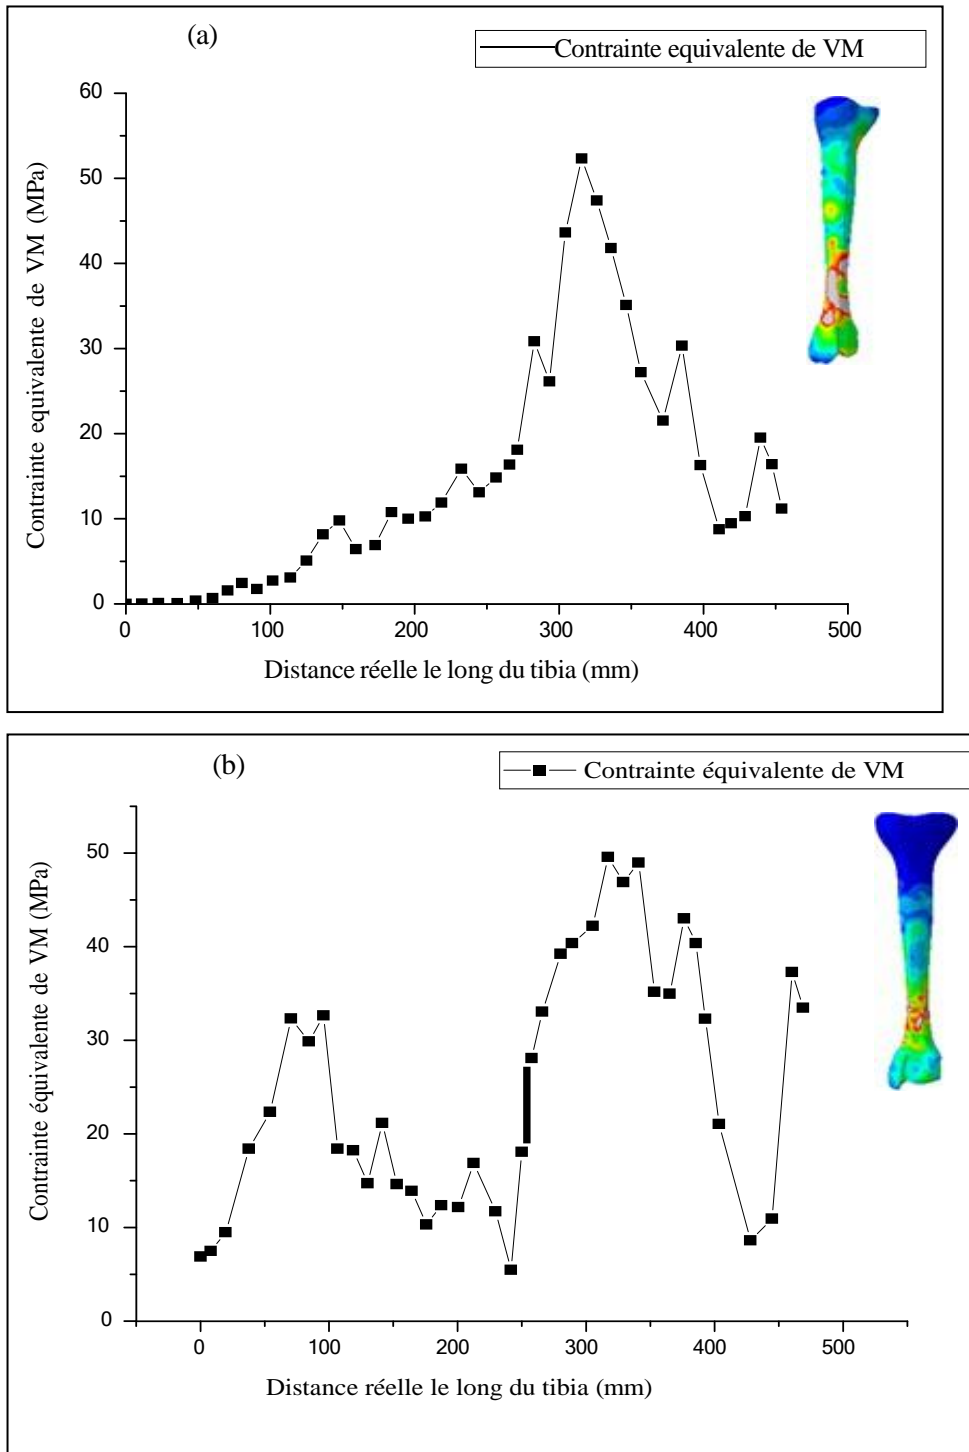 (a)
Contrainte equivalente de VM
Contrainte equivalente de VM (MPa)
60
50
40
30
20
10
0
0 100 200 300 400 500
Distance réelle le long du tibia (mm)
(b)
Contrainte équivalente de VM
Contrainte équivalente de VM (MPa)
50
40
30
20
10
0
0 100 200 300 400 500
Distance réelle le long du tibia (mm)